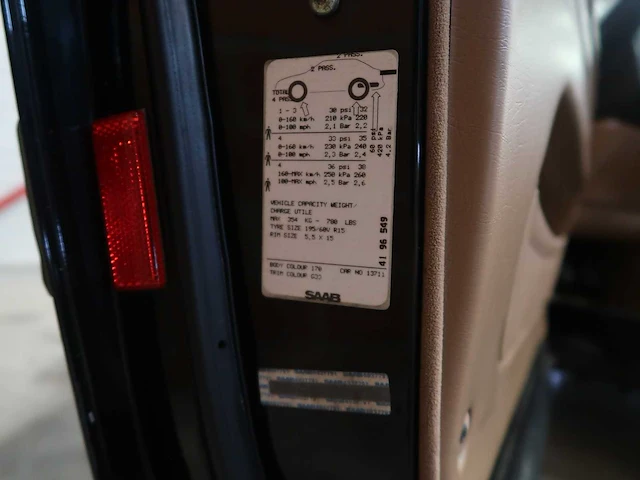 2 PASS.
2 PASS.
TOTAL
4 PASS
1 - 3 30 psi 32
0-160 km/h 210 kPa 220
0-100 mph 2,1 Bar 2,2
4 33 psi 35
0-160 km/h 230 kPa 240
0-100 mph 2,3 Bar 2,4
4 36 psi 38
160-MAX km/h 250 kPa 260
100-MAX mph 2,5 Bar 2,6
60 psi
420 kPa
4,2 Bar
VEHICLE CAPACITY WEIGHT/
CHARGE UTILE
MAX 354 KG - 780 LBS
TYRE SIZE 195/60V R15
RIM SIZE 5,5 X 15
41 96 549
BODY COLOUR 170 CAR NO 13711
TRIM COLOUR G22
SAAB